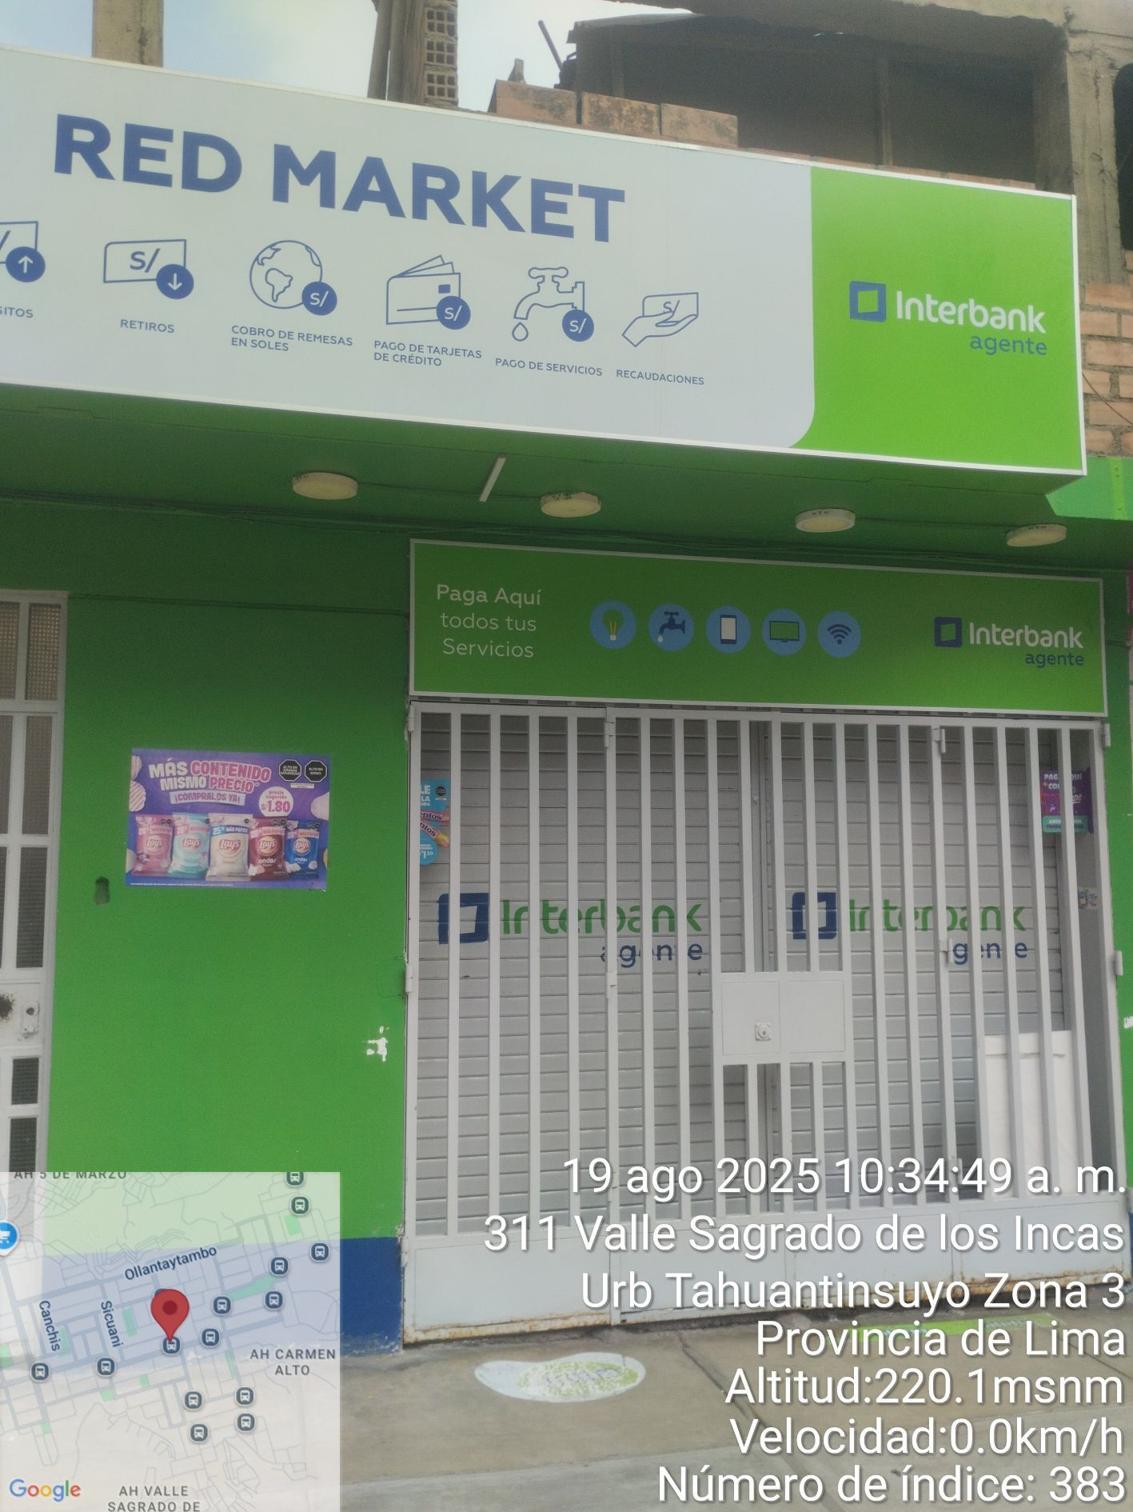 RED MARKET
S/
SITOS
S/
RETIROS
S/
COBRO DE REMESAS
EN SOLES
S/
PAGO DE TARJETAS
DE CRÉDITO
S/
PAGO DE SERVICIOS
S/
RECAUDACIONES
Interbank
agente
Paga Aquí
todos tus
Servicios
Interbank
agente
MÁS CONTENIDO
MISMO PRECIO
¡COMPRALOS YA!
S/1.80
Lay's
Lay's
Lay's
Interbank
agente
Interbank
agente
19 ago 2025 10:34:49 a. m.
311 Valle Sagrado de los Incas
Urb Tahuantinsuyo Zona 3
Provincia de Lima
Altitud:220.1msnm
Velocidad:0.0km/h
Número de índice: 383
AH 5 DE MARZO
Ollantaytambo
Canchis
Sicuani
AH CARMEN
ALTO
Google
AH VALLE
SAGRADO DE